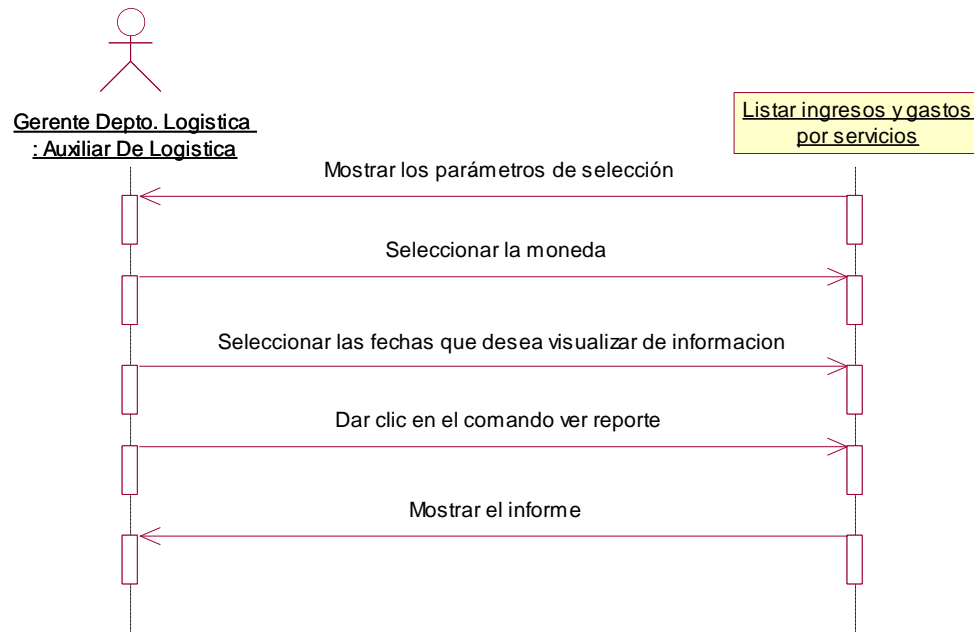 Gerente Depto. Logistica
: Auxiliar De Logistica
Listar ingresos y gastos
por servicios
Mostrar los parámetros de selección
Seleccionar la moneda
Seleccionar las fechas que desea visualizar de informacion
Dar clic en el comando ver reporte
Mostrar el informe